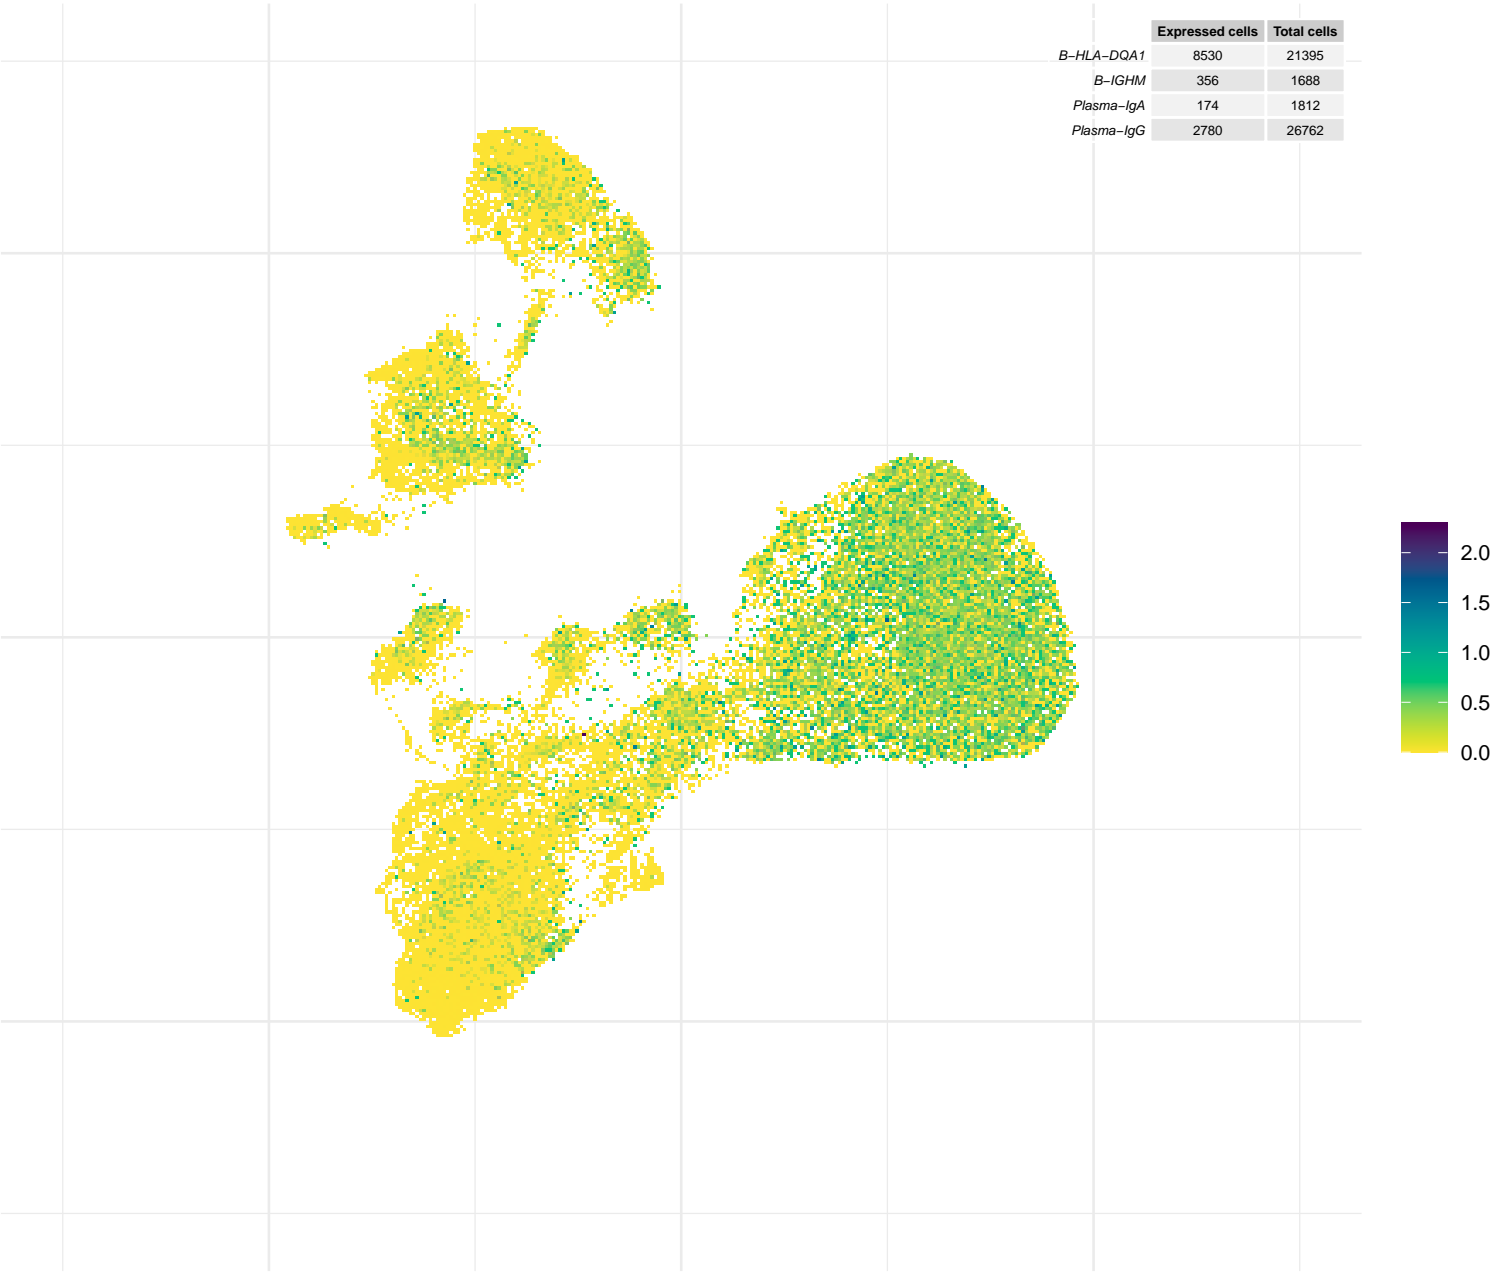 Expressed cells Total cells
B−HLA−DQA1 8530 21395
B−IGHM 356 1688
Plasma−IgA 174 1812
Plasma−IgG 2780 26762
2.0
1.5
1.0
0.5
0.0